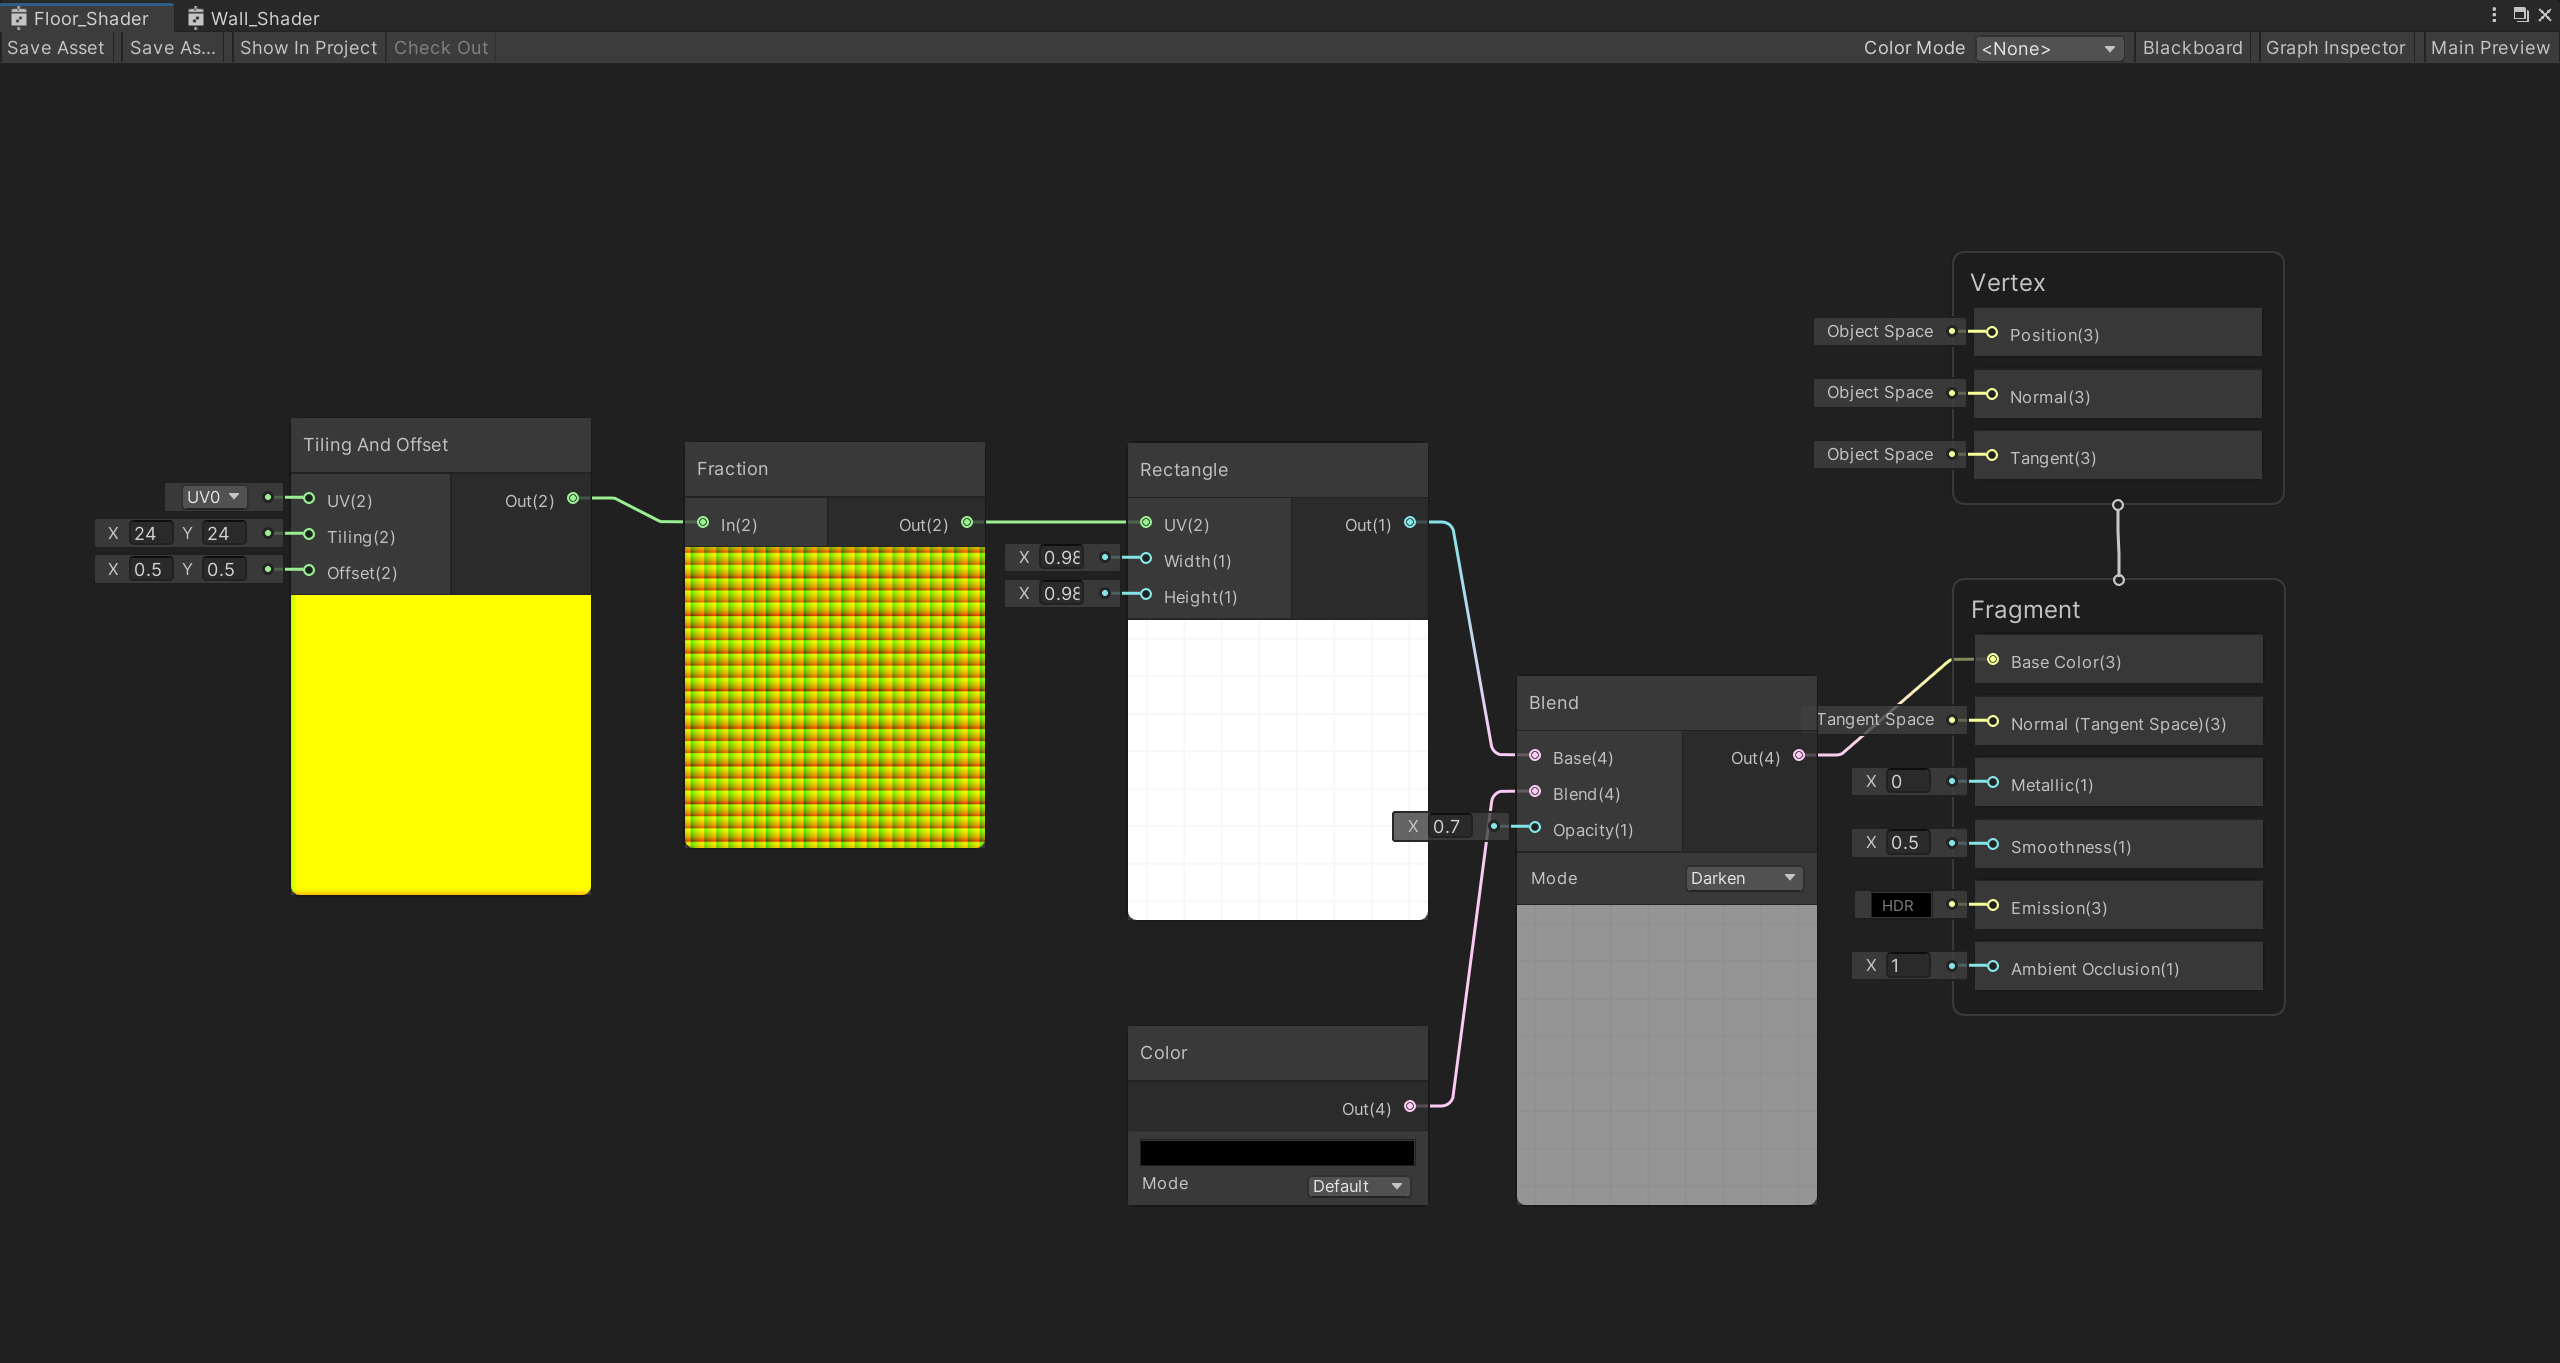 Floor_Shader
Wall_Shader
Save Asset
Save As...
Show In Project
Check Out
Color Mode
<None>
Blackboard
Graph Inspector
Main Preview
Tiling And Offset
UV0
UV(2)
Out(2)
X 24 Y 24
Tiling(2)
X 0.5 Y 0.5
Offset(2)
Fraction
In(2)
Out(2)
Rectangle
UV(2)
Out(1)
X 0.98
Width(1)
X 0.98
Height(1)
Color
Out(4)
Mode
Default
Blend
Base(4)
Out(4)
Blend(4)
X 0.7
Opacity(1)
Mode
Darken
Vertex
Object Space
Position(3)
Object Space
Normal(3)
Object Space
Tangent(3)
Fragment
Base Color(3)
Tangent Space
Normal (Tangent Space)(3)
X 0
Metallic(1)
X 0.5
Smoothness(1)
HDR
Emission(3)
X 1
Ambient Occlusion(1)